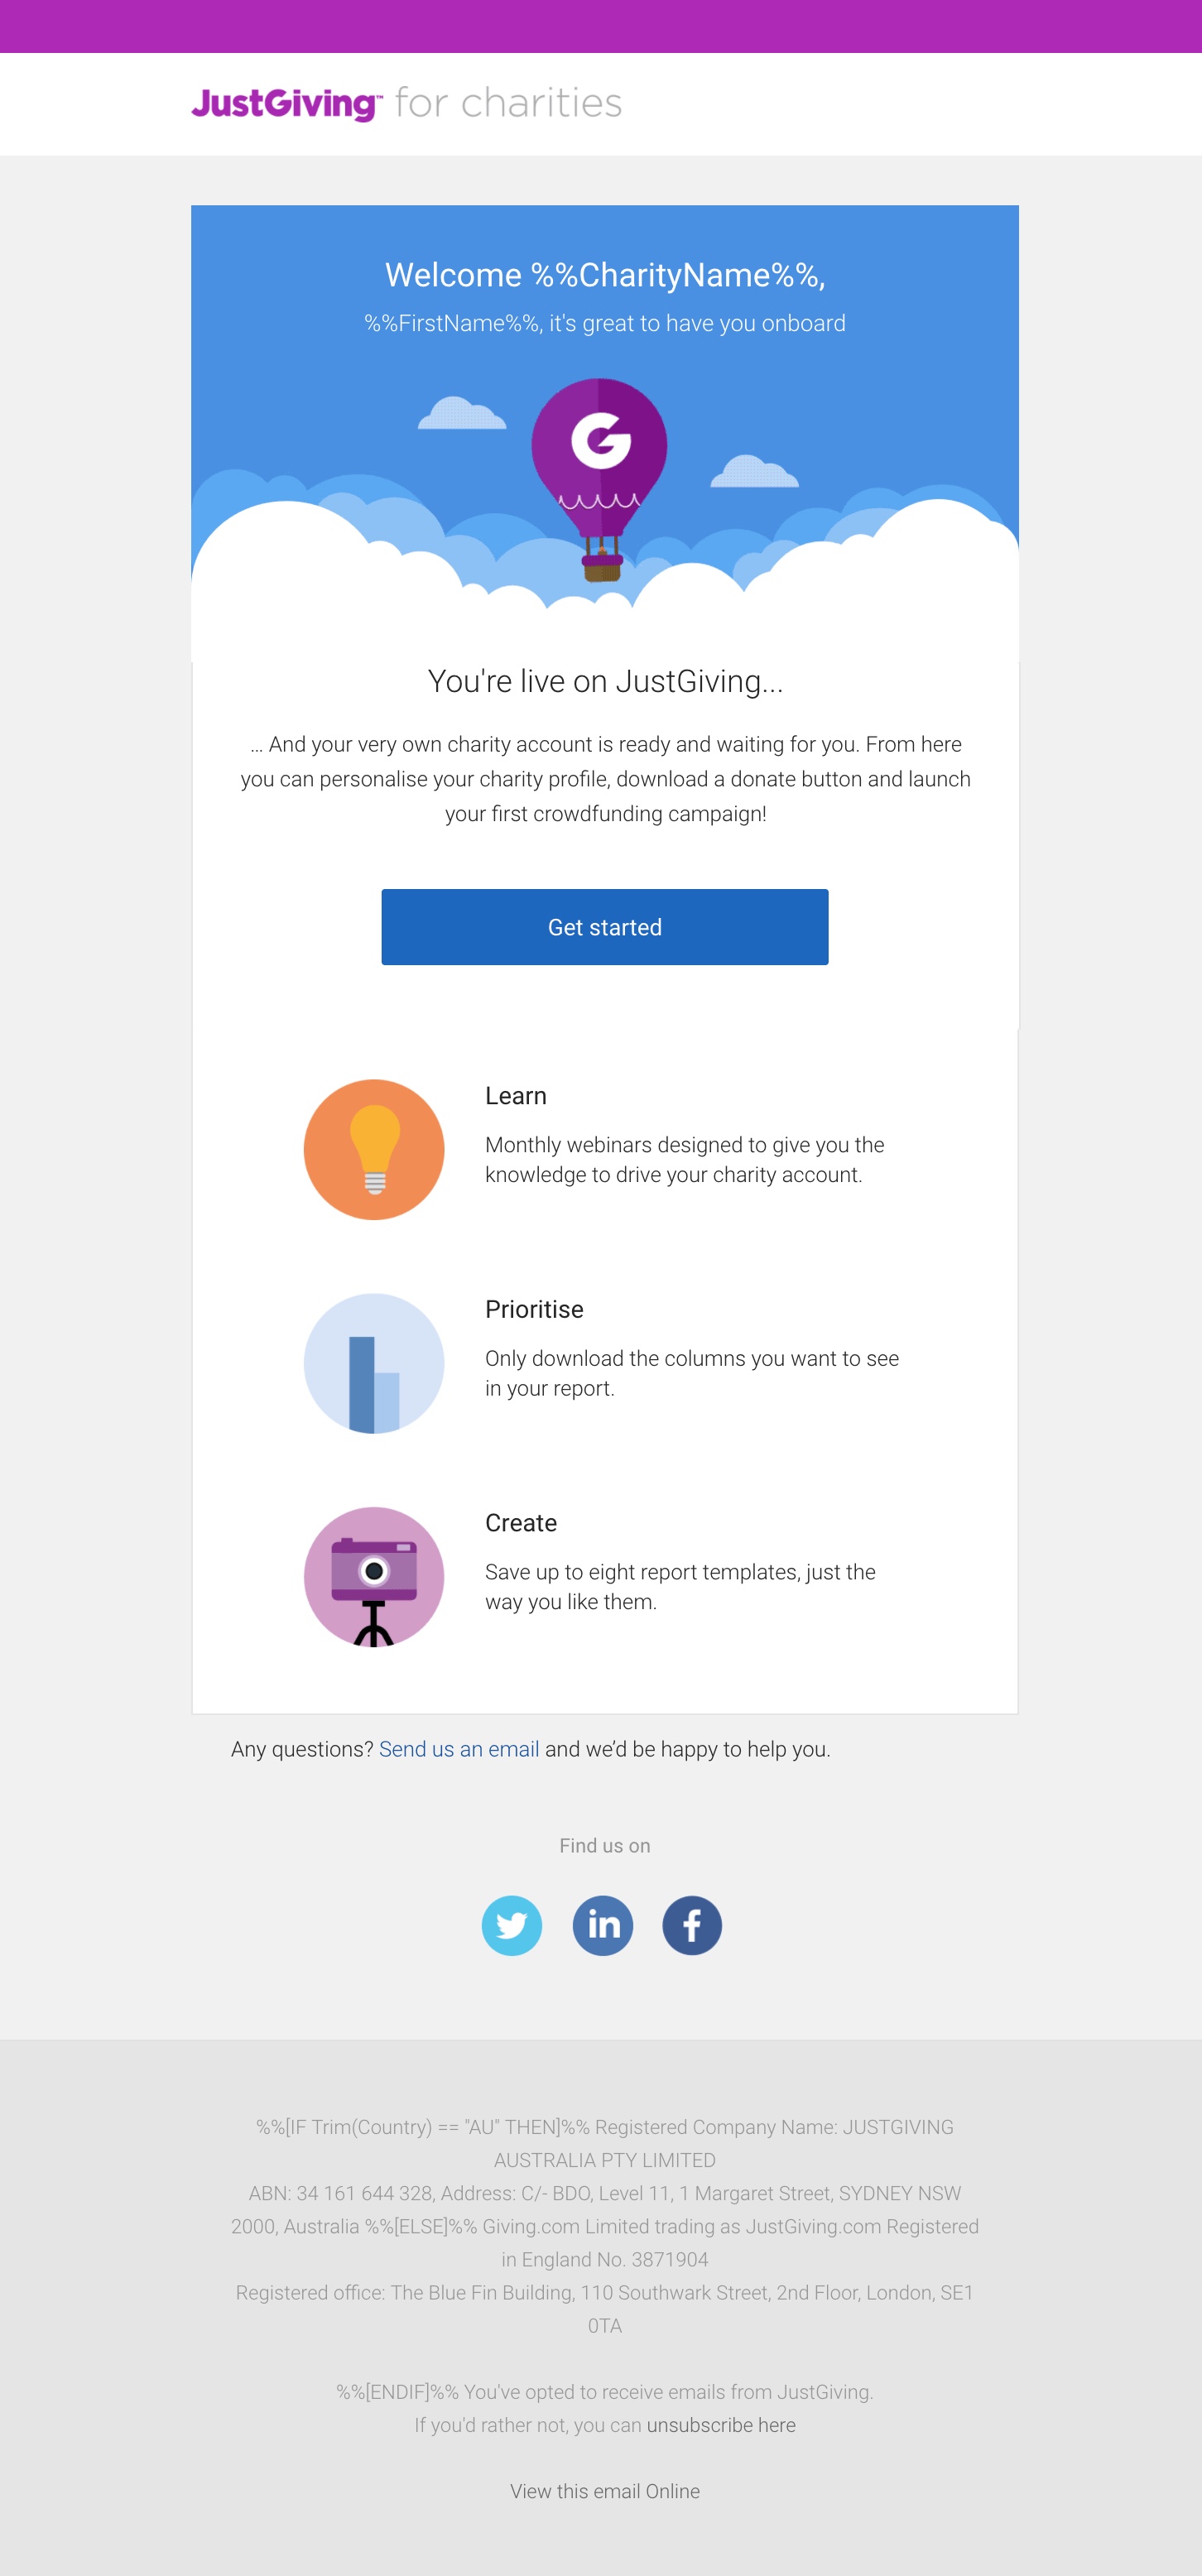 JustGiving™ for charities
Welcome %%CharityName%%,
%%FirstName%%, it's great to have you onboard
G
You're live on JustGiving...
... And your very own charity account is ready and waiting for you. From here
you can personalise your charity profile, download a donate button and launch
your first crowdfunding campaign!
Get started
Learn
Monthly webinars designed to give you the
knowledge to drive your charity account.
Prioritise
Only download the columns you want to see
in your report.
Create
Save up to eight report templates, just the
way you like them.
Any questions? Send us an email and we’d be happy to help you.
Find us on
in f
%%[IF Trim(Country) == "AU" THEN]%% Registered Company Name: JUSTGIVING
AUSTRALIA PTY LIMITED
ABN: 34 161 644 328, Address: C/- BDO, Level 11, 1 Margaret Street, SYDNEY NSW
2000, Australia %%[ELSE]%% Giving.com Limited trading as JustGiving.com Registered
in England No. 3871904
Registered office: The Blue Fin Building, 110 Southwark Street, 2nd Floor, London, SE1
0TA
%%[ENDIF]%% You've opted to receive emails from JustGiving.
If you'd rather not, you can unsubscribe here
View this email Online